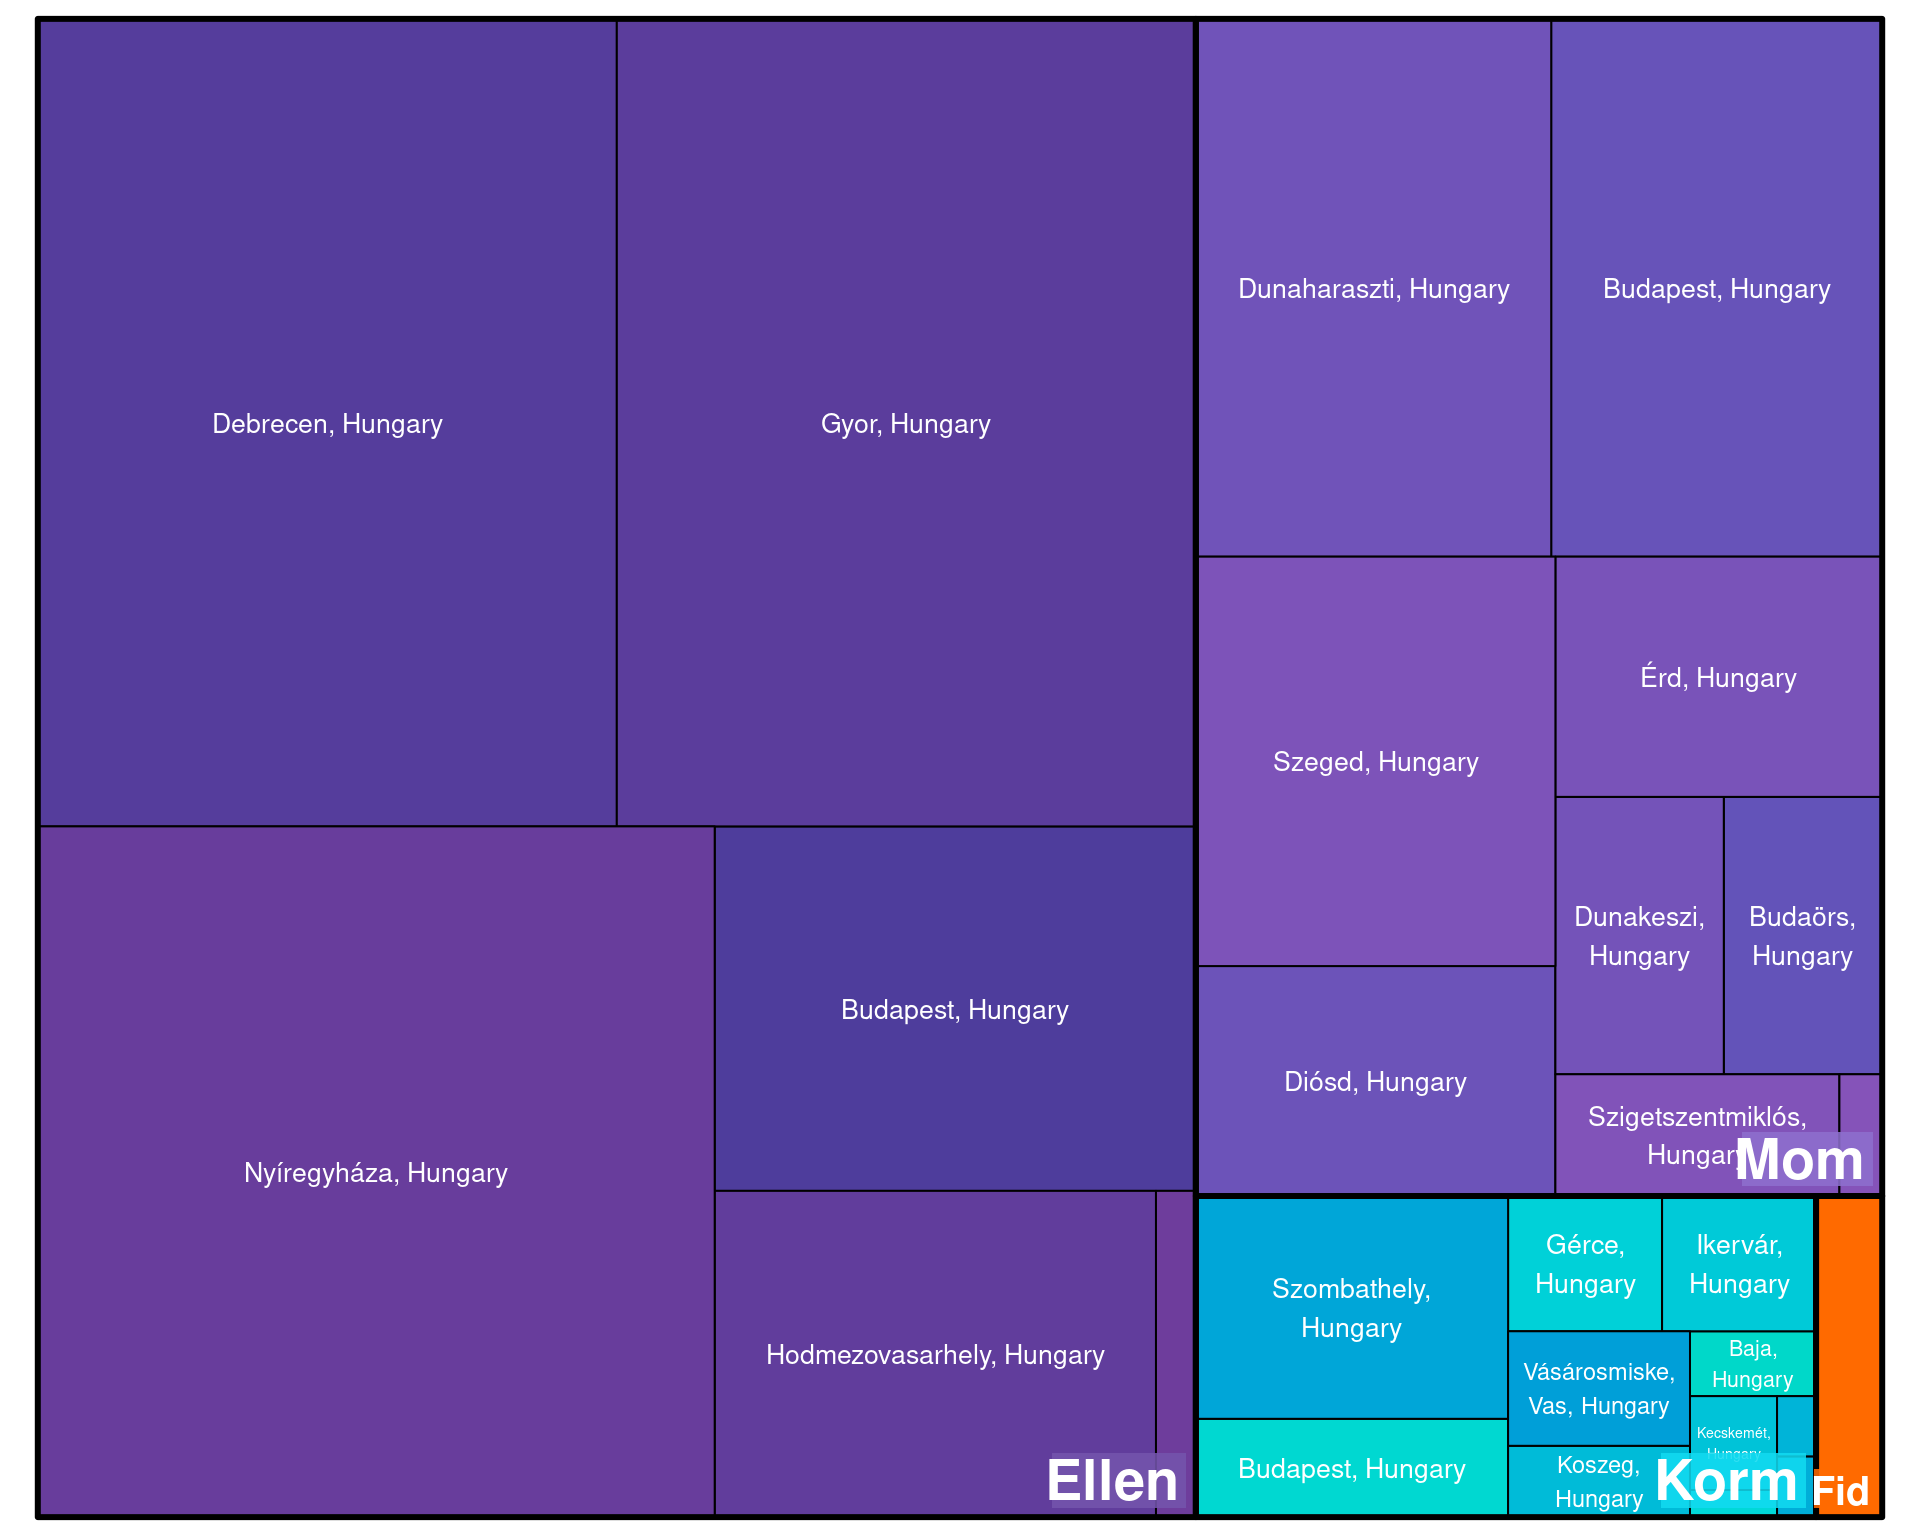 Debrecen, Hungary
Gyor, Hungary
Nyíregyháza, Hungary
Budapest, Hungary
Hodmezovasarhely, Hungary
Ellen
Dunaharaszti, Hungary
Budapest, Hungary
Szeged, Hungary
Érd, Hungary
Dunakeszi,
Hungary
Budaörs,
Hungary
Diósd, Hungary
Szigetszentmiklós,
Hungary
Mom
Szombathely,
Hungary
Budapest, Hungary
Gérce,
Hungary
Ikervár,
Hungary
Vásárosmiske,
Vas, Hungary
Baja,
Hungary
Kecskemét,
Hungary
Koszeg,
Hungary
Korm
Fid